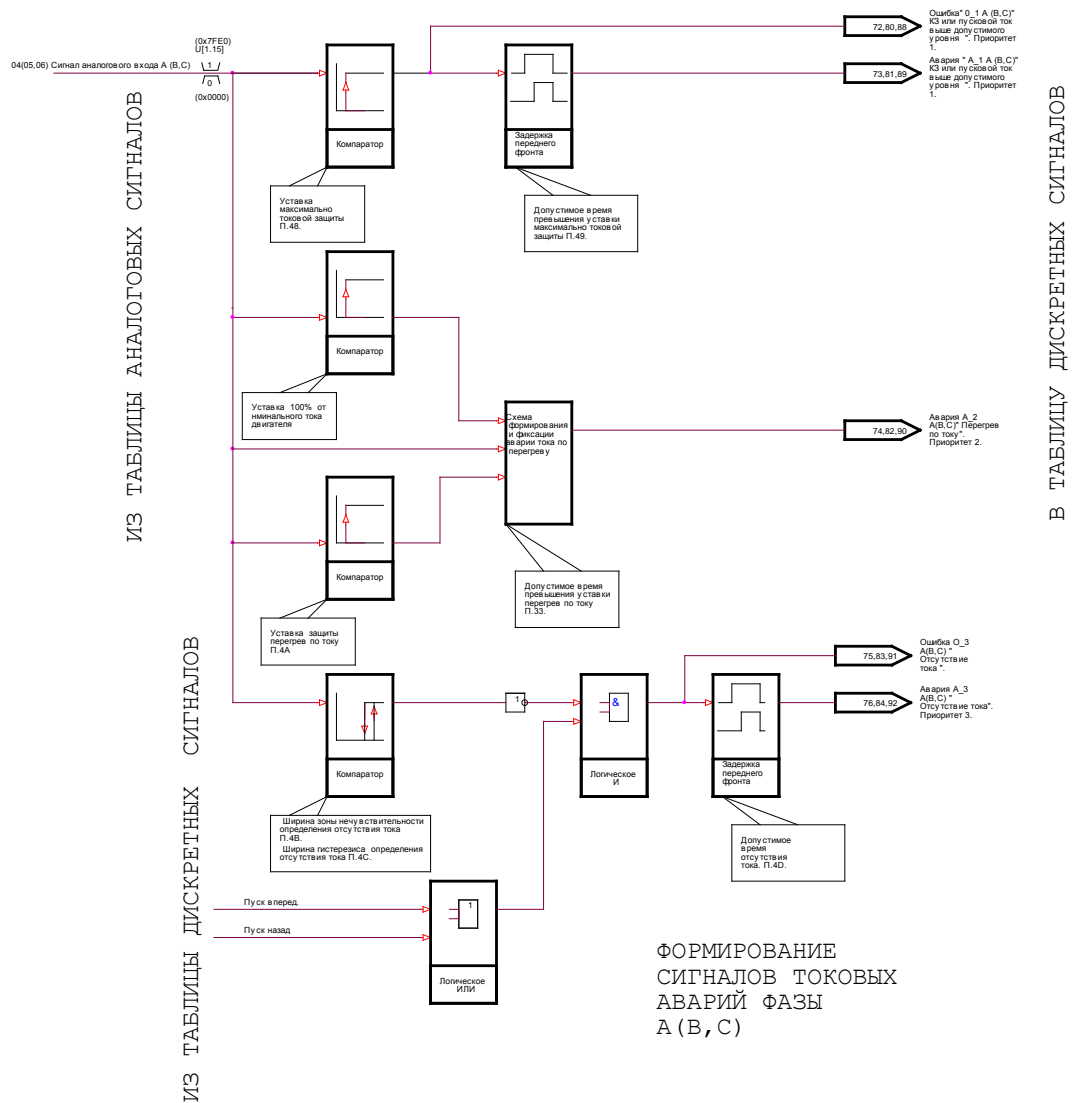 Ошибка" 0_1 А (В,С)"
КЗ или пусковой ток
выше допустимого
уровня ". Приоритет
1.
72,80,88
(0x7FE0)
U[1.15]
04(05,06) Сигнал аналогового входа А (В,С)
1
0
(0x0000)
Авария " А_1 А (В,С)"
КЗ или пусковой ток
выше допустимого
уровня ". Приоритет
1.
73,81,89
Компаратор
Задержка
переднего
фронта
Уставка
максимально
токовой защиты
П.48.
Допустимое время
превышения уставки
максимально токовой
защиты П.49.
ИЗ ТАБЛИЦЫ АНАЛОГОВЫХ СИГНАЛОВ
В ТАБЛИЦУ ДИСКРЕТНЫХ СИГНАЛОВ
Компаратор
Уставка 100% от
нминального тока
двигателя
Схема
формирования
и фиксации
аварии тока по
перегреву
74,82,90
Авария А_2
А(В,С)" Перегрев
по току".
Приоритет 2.
Компаратор
Допустимое время
превышения уставки
перегрев по току
П.33.
Уставка защиты
перегрев по току
П.4А
75,83,91
Ошибка О_3
А(В,С) "
Отсутствие
тока ".
1
&
76,84,92
Авария А_3
А(В,С) "
Отсутствие тока".
Приоритет 3.
Компаратор
Логическое
И
Задержка
переднего
фронта
Ширина зоны нечувствительности
определения отсутствия тока
П.4В.
Ширина гистерезиса определения
отсутствия тока П.4С.
Допустимое
время
отсутствия
тока. П.4D.
ИЗ ТАБЛИЦЫ ДИСКРЕТНЫХ СИГНАЛОВ
Пуск вперед.
Пуск назад
1
Логическое
ИЛИ
ФОРМИРОВАНИЕ
СИГНАЛОВ ТОКОВЫХ
АВАРИЙ ФАЗЫ
А(В,С)